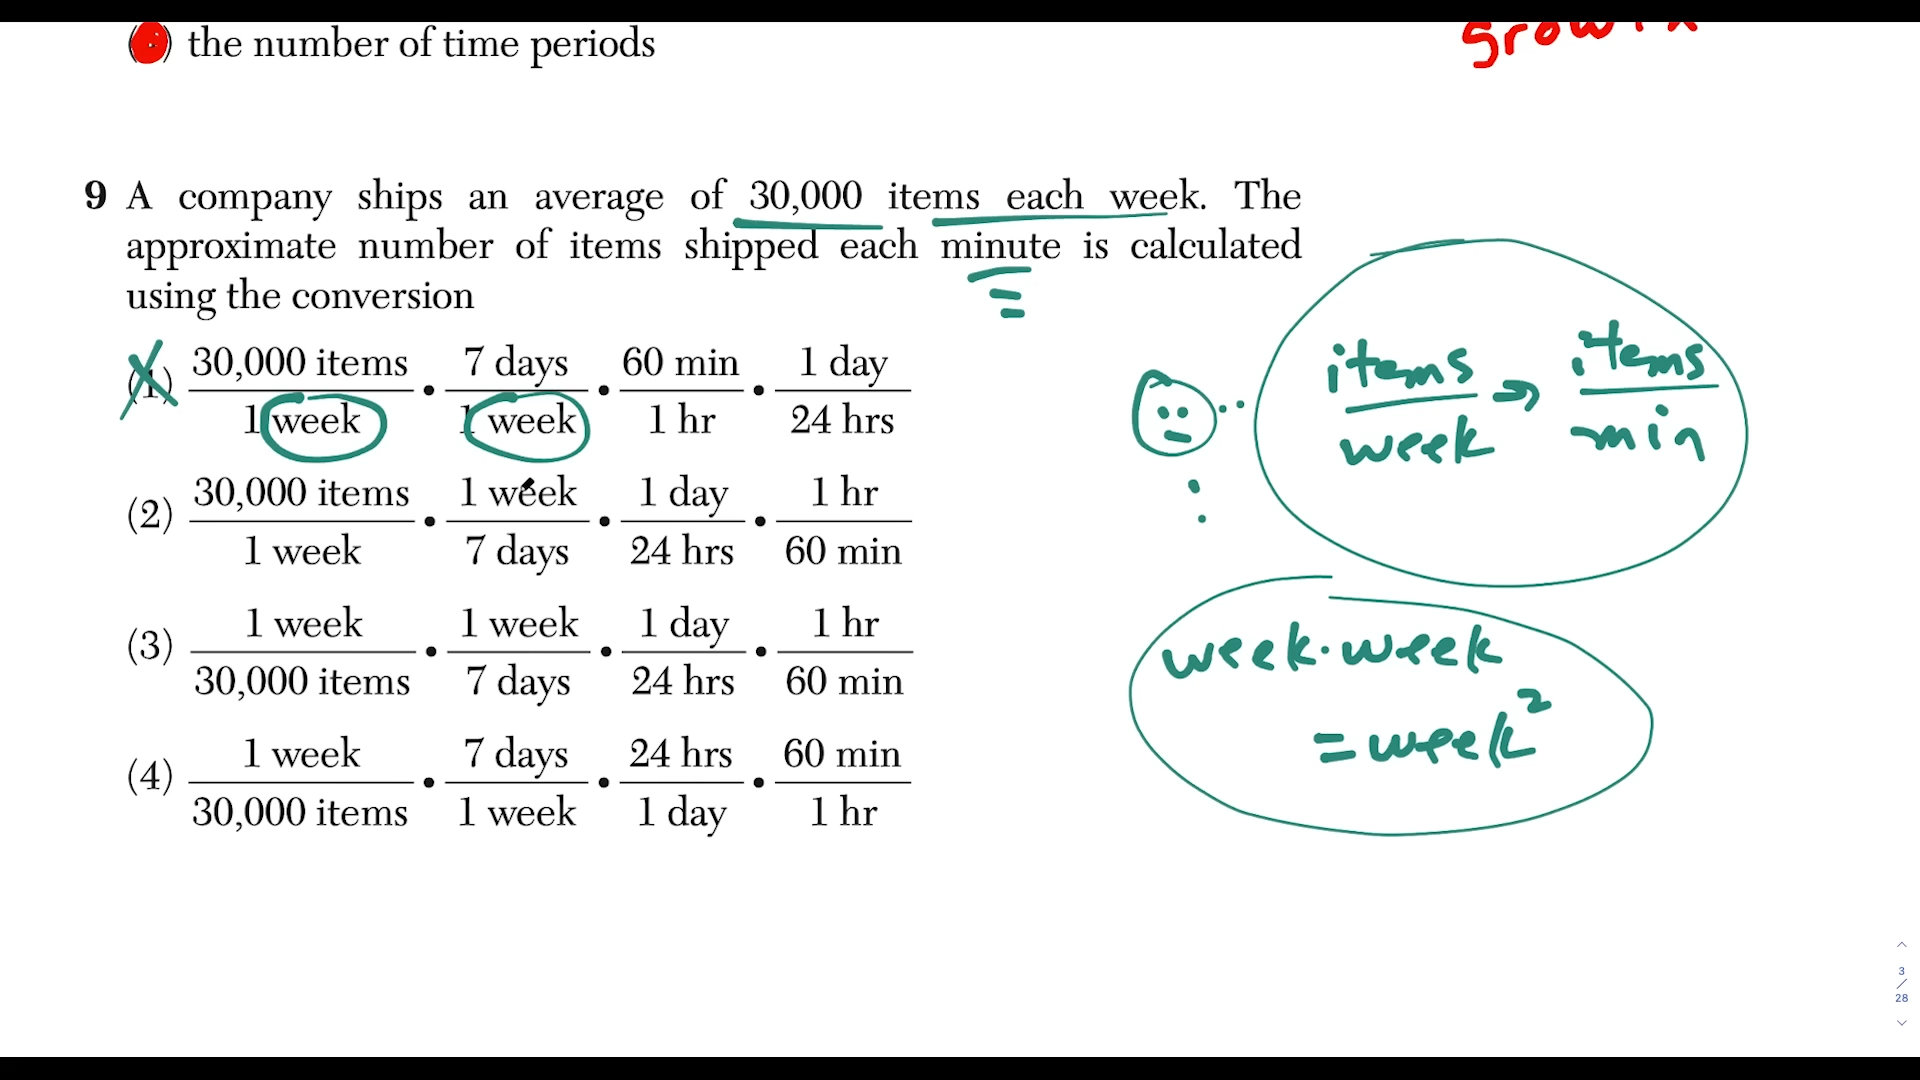 the number of time periods
growth
9 A company ships an average of 30,000 items each week. The
approximate number of items shipped each minute is calculated
using the conversion
(1) 30,000 items / 1 week • 7 days / 1 week • 60 min / 1 hr • 1 day / 24 hrs
(2) 30,000 items / 1 week • 1 week / 7 days • 1 day / 24 hrs • 1 hr / 60 min
(3) 1 week / 30,000 items • 1 week / 7 days • 1 day / 24 hrs • 1 hr / 60 min
(4) 1 week / 30,000 items • 7 days / 1 week • 24 hrs / 1 day • 60 min / 1 hr
items / week → items / min
week · week
= week²
3
/
28